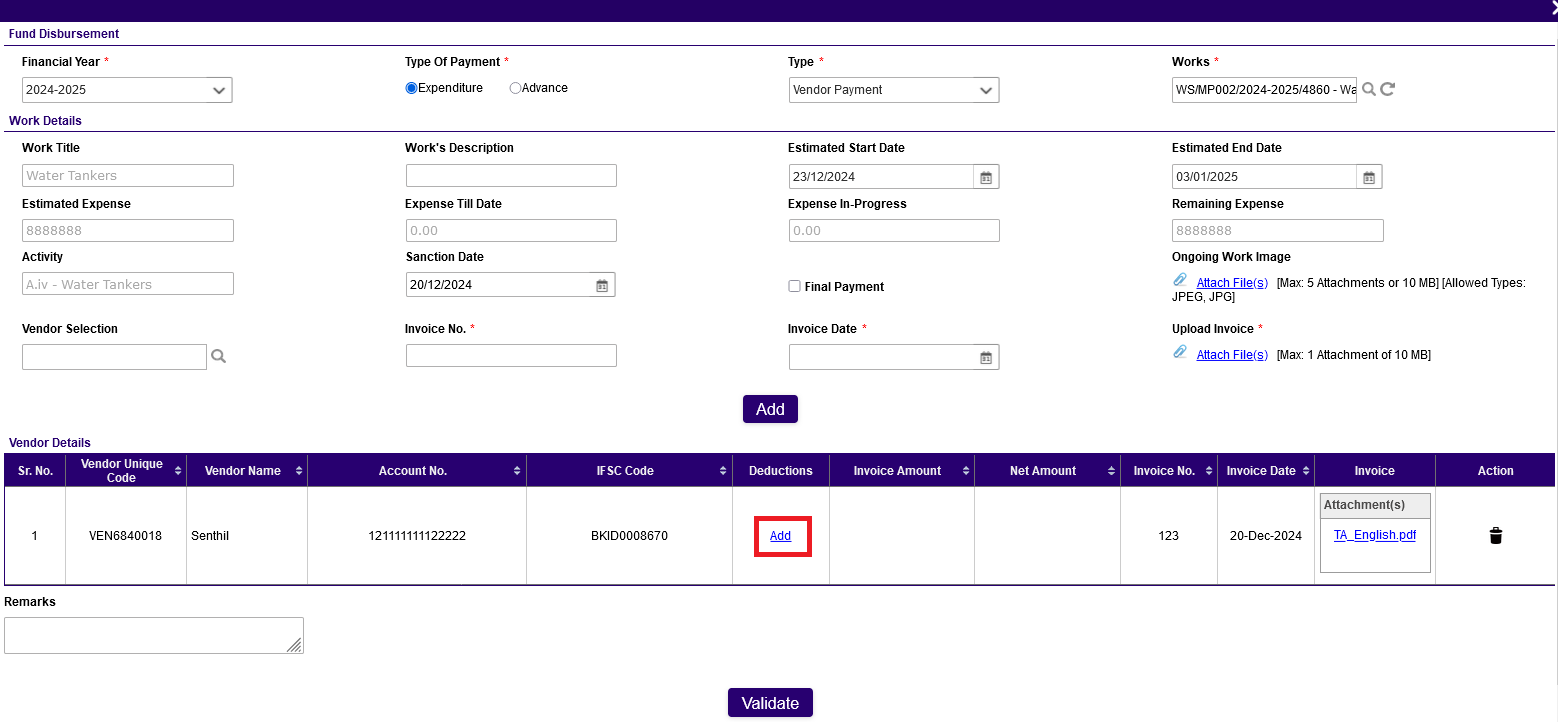 Fund Disbursement
Financial Year * Type Of Payment * Type * Works *
2024-2025 Expenditure Advance Vendor Payment WS/MP002/2024-2025/4860 - Wa
Work Details
Work Title Work's Description Estimated Start Date Estimated End Date
Water Tankers 23/12/2024 03/01/2025
Estimated Expense Expense Till Date Expense In-Progress Remaining Expense
8888888 0.00 0.00 8888888
Activity Sanction Date Ongoing Work Image
A.iv - Water Tankers 20/12/2024 Final Payment Attach File(s) [Max: 5 Attachments or 10 MB] [Allowed Types:
JPEG, JPG]
Vendor Selection Invoice No. * Invoice Date * Upload Invoice *
Attach File(s) [Max: 1 Attachment of 10 MB]
Add
Vendor Details
Sr. No. Vendor Unique Code Vendor Name Account No. IFSC Code Deductions Invoice Amount Net Amount Invoice No. Invoice Date Invoice Action
Attachment(s)
1 VEN6840018 Senthil 121111111122222 BKID0008670 Add 123 20-Dec-2024 TA_English.pdf
Remarks
Validate